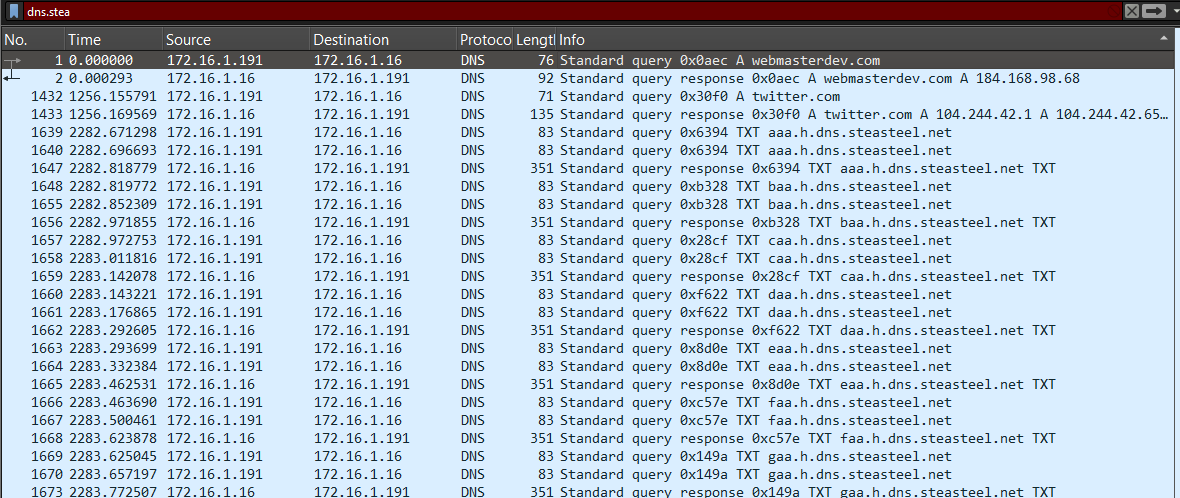 dns.stea
No. Time Source Destination Protoco Lengtl Info
1 0.000000 172.16.1.191 172.16.1.16 DNS 76 Standard query 0x0aec A webmasterdev.com
2 0.000293 172.16.1.16 172.16.1.191 DNS 92 Standard query response 0x0aec A webmasterdev.com A 184.168.98.68
1432 1256.155791 172.16.1.191 172.16.1.16 DNS 71 Standard query 0x30f0 A twitter.com
1433 1256.169569 172.16.1.16 172.16.1.191 DNS 135 Standard query response 0x30f0 A twitter.com A 104.244.42.1 A 104.244.42.65…
1639 2282.671298 172.16.1.191 172.16.1.16 DNS 83 Standard query 0x6394 TXT aaa.h.dns.steasteel.net
1640 2282.696693 172.16.1.191 172.16.1.16 DNS 83 Standard query 0x6394 TXT aaa.h.dns.steasteel.net
1647 2282.818779 172.16.1.16 172.16.1.191 DNS 351 Standard query response 0x6394 TXT aaa.h.dns.steasteel.net TXT
1648 2282.819772 172.16.1.191 172.16.1.16 DNS 83 Standard query 0xb328 TXT baa.h.dns.steasteel.net
1655 2282.852309 172.16.1.191 172.16.1.16 DNS 83 Standard query 0xb328 TXT baa.h.dns.steasteel.net
1656 2282.971855 172.16.1.16 172.16.1.191 DNS 351 Standard query response 0xb328 TXT baa.h.dns.steasteel.net TXT
1657 2282.972753 172.16.1.191 172.16.1.16 DNS 83 Standard query 0x28cf TXT caa.h.dns.steasteel.net
1658 2283.011816 172.16.1.191 172.16.1.16 DNS 83 Standard query 0x28cf TXT caa.h.dns.steasteel.net
1659 2283.142078 172.16.1.16 172.16.1.191 DNS 351 Standard query response 0x28cf TXT caa.h.dns.steasteel.net TXT
1660 2283.143221 172.16.1.191 172.16.1.16 DNS 83 Standard query 0xf622 TXT daa.h.dns.steasteel.net
1661 2283.176865 172.16.1.191 172.16.1.16 DNS 83 Standard query 0xf622 TXT daa.h.dns.steasteel.net
1662 2283.292605 172.16.1.16 172.16.1.191 DNS 351 Standard query response 0xf622 TXT daa.h.dns.steasteel.net TXT
1663 2283.293699 172.16.1.191 172.16.1.16 DNS 83 Standard query 0x8d0e TXT eaa.h.dns.steasteel.net
1664 2283.332384 172.16.1.191 172.16.1.16 DNS 83 Standard query 0x8d0e TXT eaa.h.dns.steasteel.net
1665 2283.462531 172.16.1.16 172.16.1.191 DNS 351 Standard query response 0x8d0e TXT eaa.h.dns.steasteel.net TXT
1666 2283.463690 172.16.1.191 172.16.1.16 DNS 83 Standard query 0xc57e TXT faa.h.dns.steasteel.net
1667 2283.500461 172.16.1.191 172.16.1.16 DNS 83 Standard query 0xc57e TXT faa.h.dns.steasteel.net
1668 2283.623878 172.16.1.16 172.16.1.191 DNS 351 Standard query response 0xc57e TXT faa.h.dns.steasteel.net TXT
1669 2283.625045 172.16.1.191 172.16.1.16 DNS 83 Standard query 0x149a TXT gaa.h.dns.steasteel.net
1670 2283.657197 172.16.1.191 172.16.1.16 DNS 83 Standard query 0x149a TXT gaa.h.dns.steasteel.net
1673 2283.772507 172.16.1.16 172.16.1.191 DNS 351 Standard query response 0x149a TXT gaa.h.dns.steasteel.net TXT